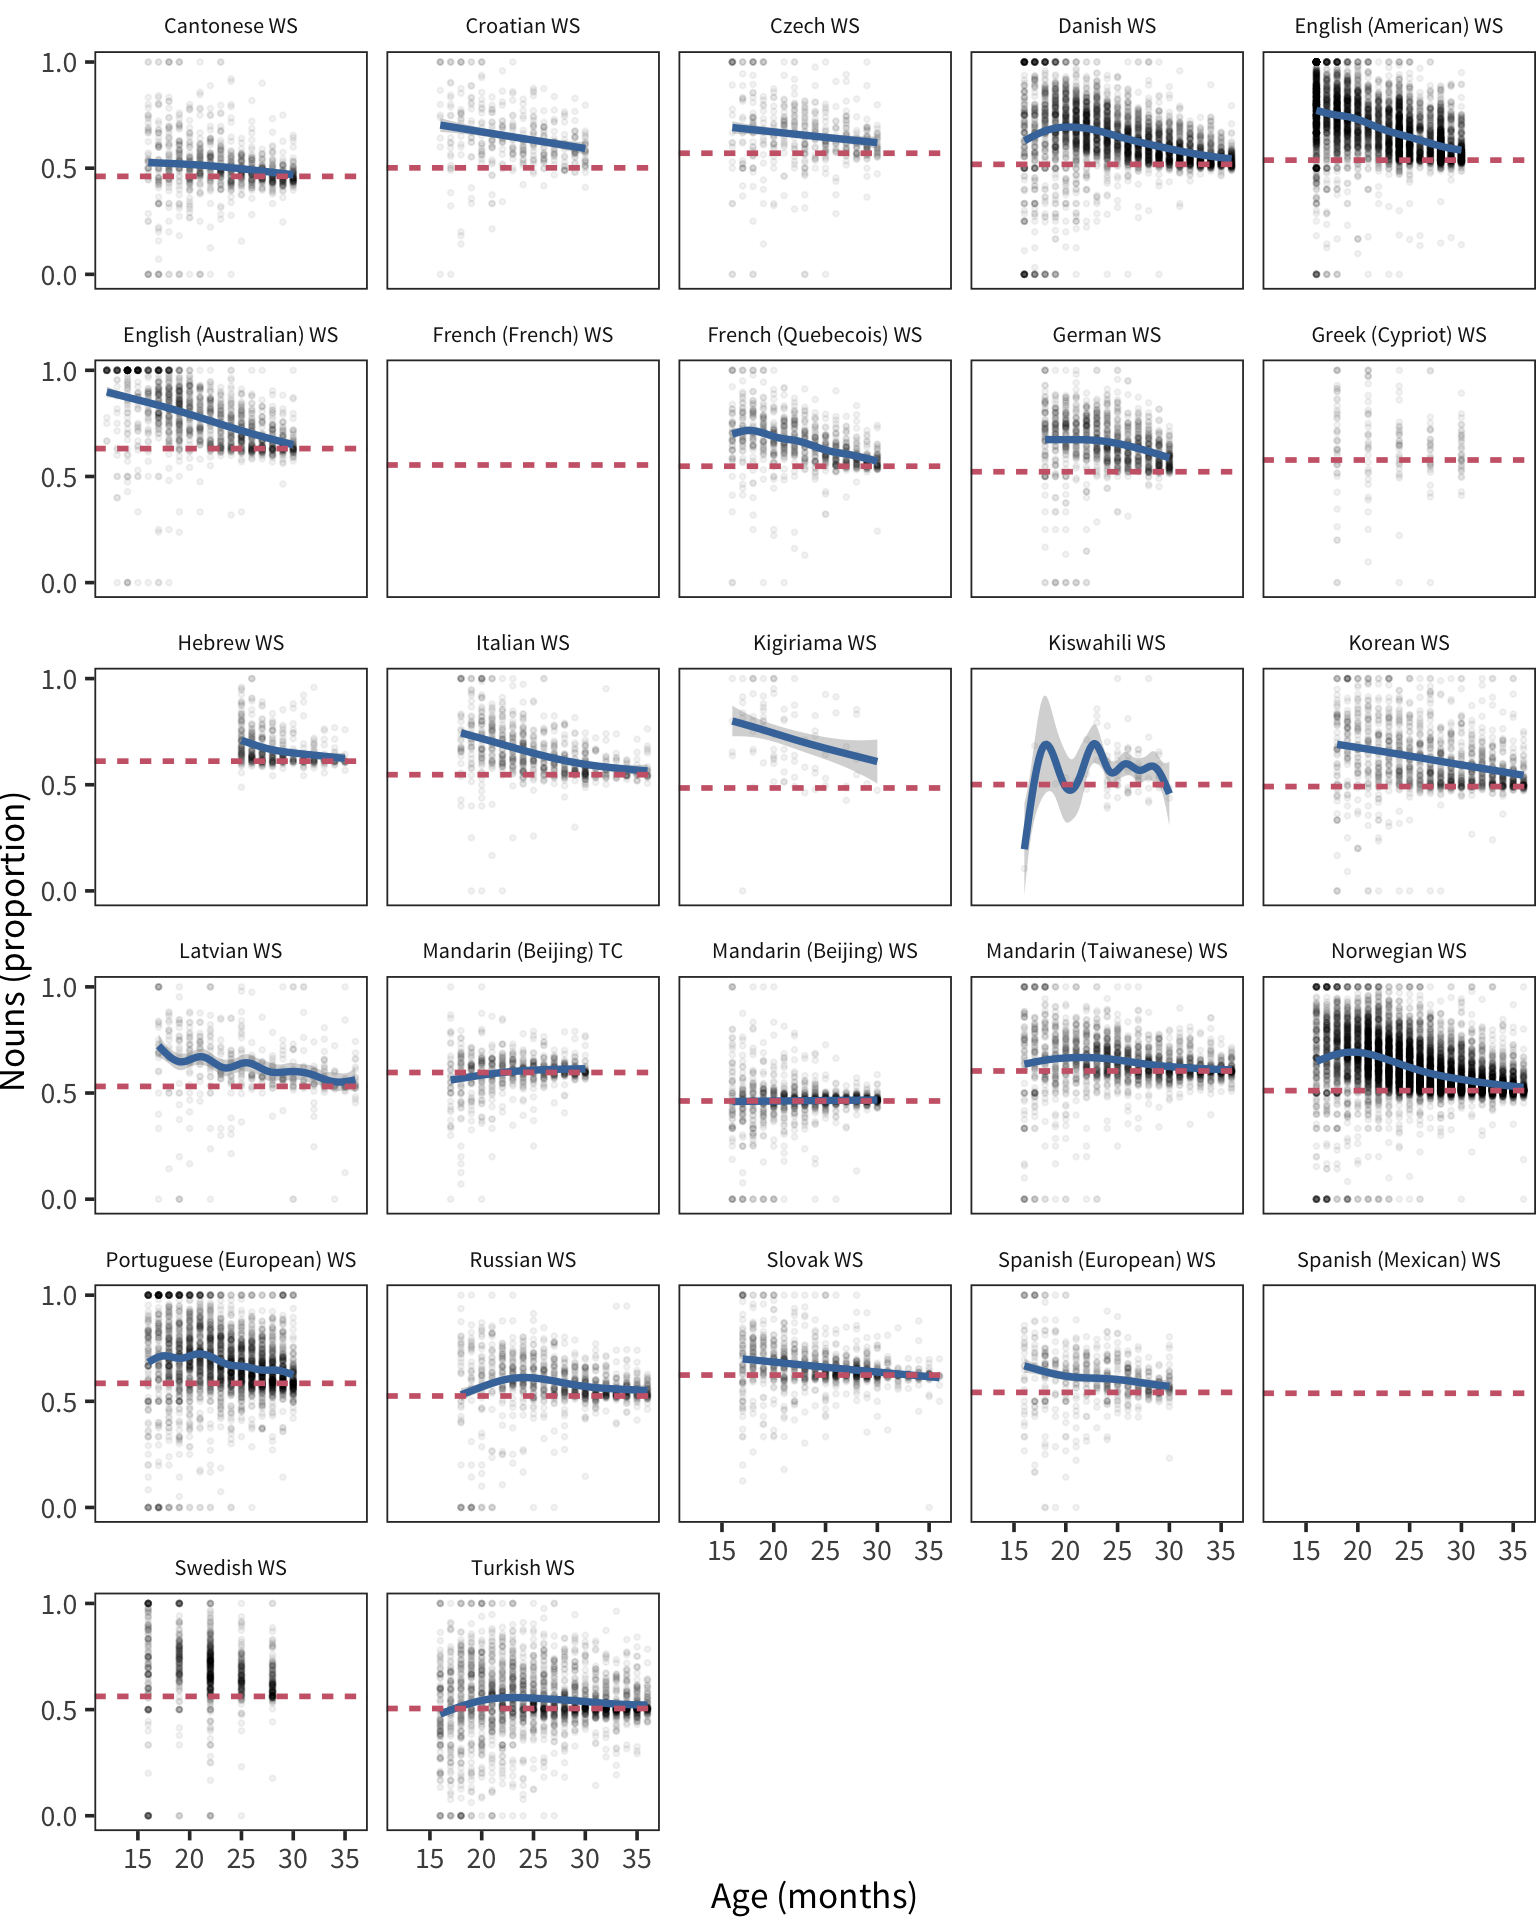 Cantonese WS
Croatian WS
Czech WS
Danish WS
English (American) WS
1.0
0.5
0.0
English (Australian) WS
French (French) WS
French (Quebecois) WS
German WS
Greek (Cypriot) WS
1.0
0.5
0.0
Hebrew WS
Italian WS
Kigiriama WS
Kiswahili WS
Korean WS
1.0
0.5
0.0
Nouns (proportion)
Latvian WS
Mandarin (Beijing) TC
Mandarin (Beijing) WS
Mandarin (Taiwanese) WS
Norwegian WS
1.0
0.5
0.0
Portuguese (European) WS
Russian WS
Slovak WS
Spanish (European) WS
Spanish (Mexican) WS
1.0
0.5
0.0
15 20 25 30 35
15 20 25 30 35
15 20 25 30 35
Swedish WS
Turkish WS
1.0
0.5
0.0
15 20 25 30 35
15 20 25 30 35
Age (months)